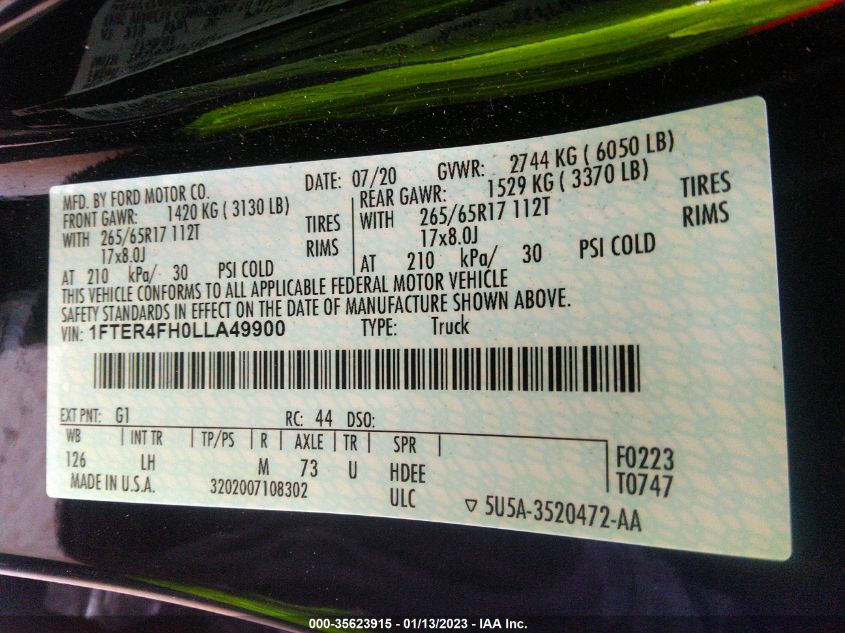 MFD. BY FORD MOTOR CO.
DATE: 07/20
GVWR: 2744 KG ( 6050 LB)
FRONT GAWR: 1420 KG ( 3130 LB)
WITH 265/65R17 112T TIRES
17x8.0J RIMS
AT 210 kPa/ 30 PSI COLD
REAR GAWR: 1529 KG ( 3370 LB)
WITH 265/65R17 112T TIRES
17x8.0J RIMS
AT 210 kPa/ 30 PSI COLD
THIS VEHICLE CONFORMS TO ALL APPLICABLE FEDERAL MOTOR VEHICLE
SAFETY STANDARDS IN EFFECT ON THE DATE OF MANUFACTURE SHOWN ABOVE.
VIN: 1FTER4FH0LLA49900
TYPE: Truck
EXT PNT: G1
RC: 44 DSO:
WB | INT TR | TP/PS | R | AXLE | TR | SPR |
126 LH M 73 U HDEE
F0223
T0747
MADE IN U.S.A.
3202007108302
ULC
▽ 5U5A-3520472-AA
000-35623915 - 01/13/2023 - IAA Inc.